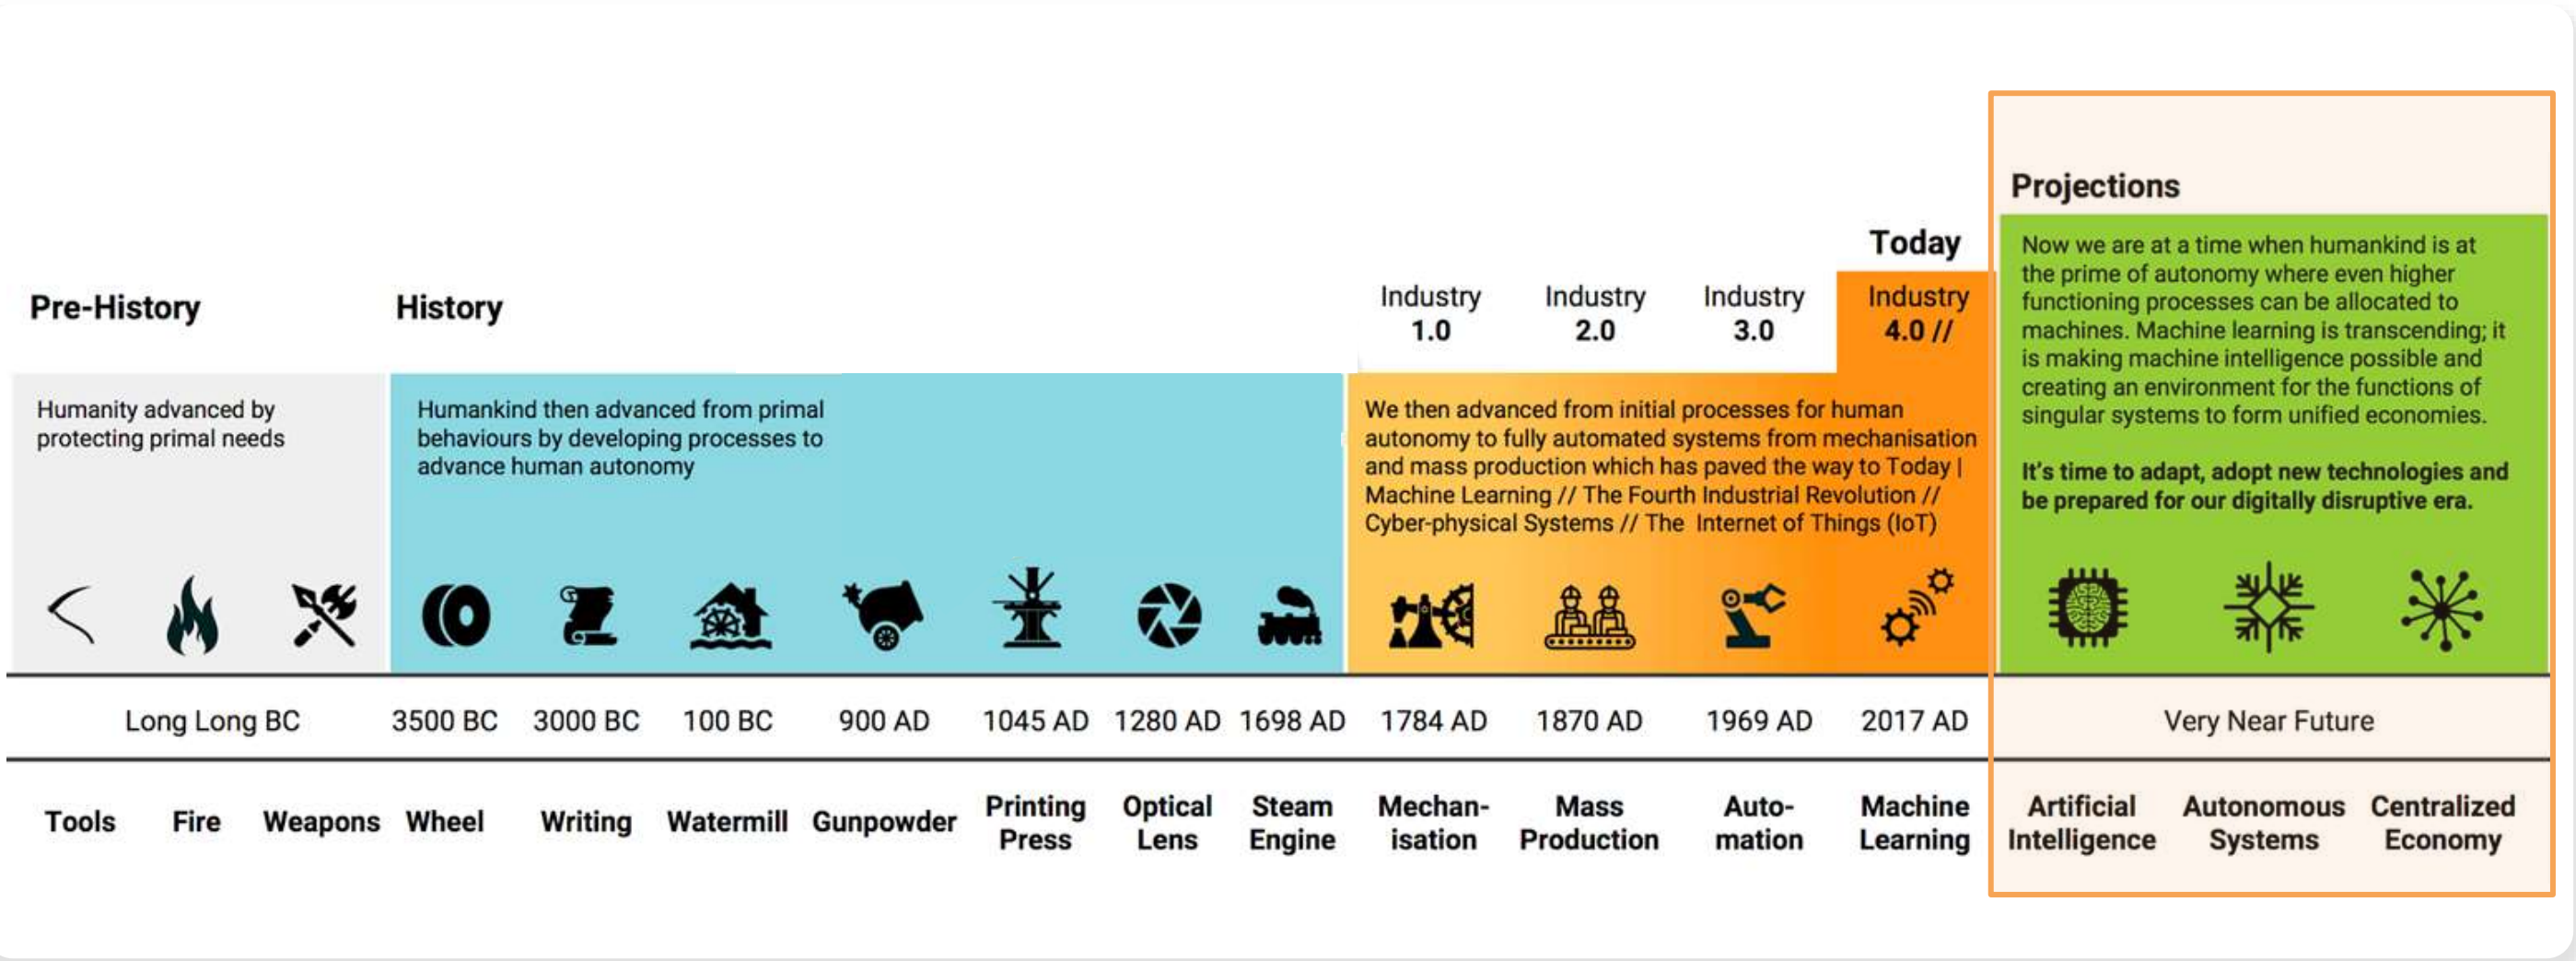 Pre-History
Humanity advanced by
protecting primal needs
History
Humankind then advanced from primal
behaviours by developing processes to
advance human autonomy
Industry
1.0
Industry
2.0
Industry
3.0
Today
Industry
4.0 //
We then advanced from initial processes for human
autonomy to fully automated systems from mechanisation
and mass production which has paved the way to Today |
Machine Learning // The Fourth Industrial Revolution //
Cyber-physical Systems // The Internet of Things (IoT)
Projections
Now we are at a time when humankind is at
the prime of autonomy where even higher
functioning processes can be allocated to
machines. Machine learning is transcending; it
is making machine intelligence possible and
creating an environment for the functions of
singular systems to form unified economies.
It's time to adapt, adopt new technologies and
be prepared for our digitally disruptive era.
Long Long BC
3500 BC
3000 BC
100 BC
900 AD
1045 AD
1280 AD
1698 AD
1784 AD
1870 AD
1969 AD
2017 AD
Very Near Future
Tools
Fire
Weapons
Wheel
Writing
Watermill
Gunpowder
Printing
Press
Optical
Lens
Steam
Engine
Mechan-
isation
Mass
Production
Auto-
mation
Machine
Learning
Artificial
Intelligence
Autonomous
Systems
Centralized
Economy